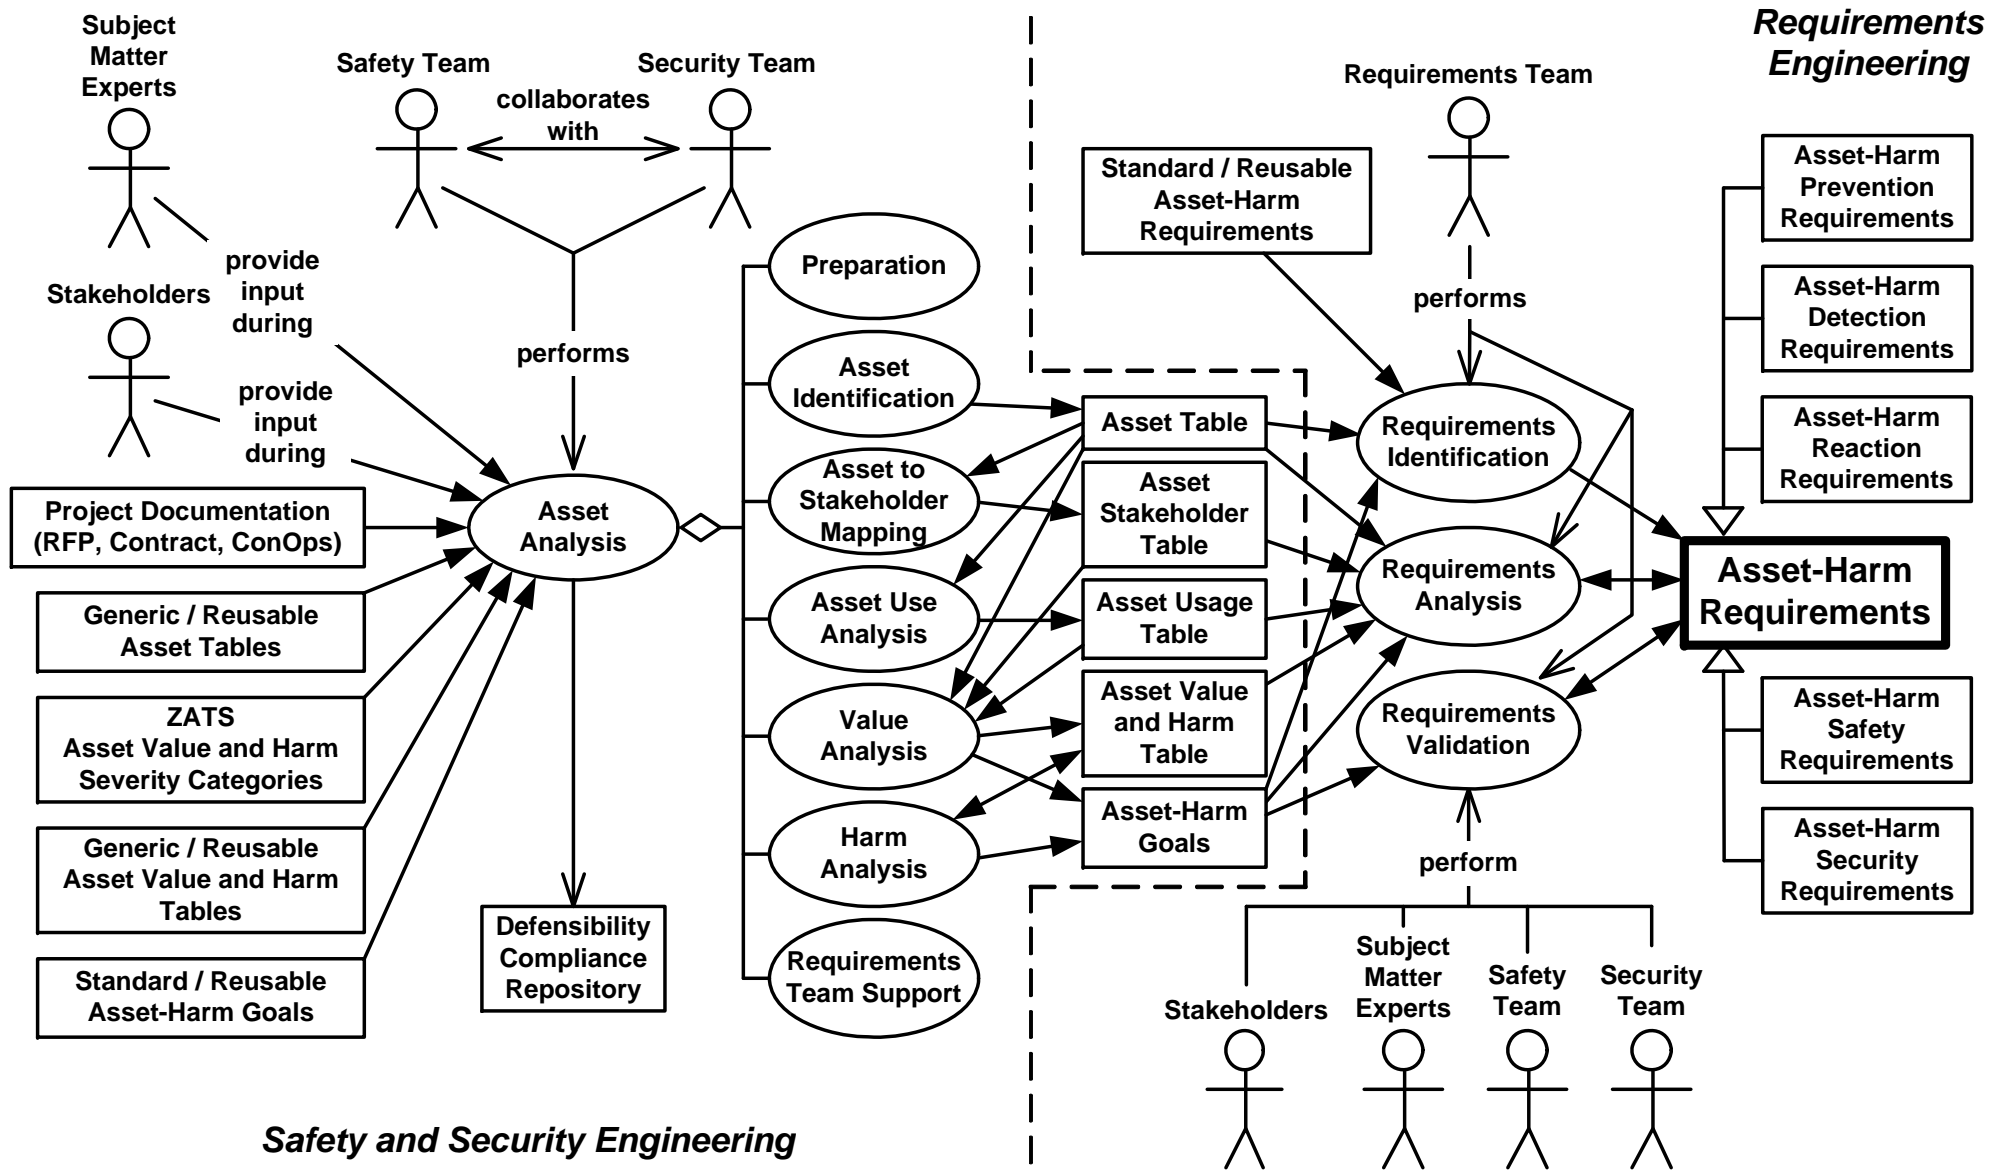 Subject
Matter
Experts
Safety Team
Security Team
collaborates
with
Requirements Team
Requirements
Engineering
Stakeholders
provide
input
during
provide
input
during
performs
Project Documentation
(RFP, Contract, ConOps)
Generic / Reusable
Asset Tables
ZATS
Asset Value and Harm
Severity Categories
Generic / Reusable
Asset Value and Harm
Tables
Standard / Reusable
Asset-Harm Goals
Asset
Analysis
Defensibility
Compliance
Repository
Preparation
Asset
Identification
Asset to
Stakeholder
Mapping
Asset Use
Analysis
Value
Analysis
Harm
Analysis
Requirements
Team Support
Standard / Reusable
Asset-Harm
Requirements
performs
Asset Table
Asset
Stakeholder
Table
Asset Usage
Table
Asset Value
and Harm
Table
Asset-Harm
Goals
Requirements
Identification
Requirements
Analysis
Requirements
Validation
perform
Stakeholders
Subject
Matter
Experts
Safety
Team
Security
Team
Asset-Harm
Prevention
Requirements
Asset-Harm
Detection
Requirements
Asset-Harm
Reaction
Requirements
Asset-Harm
Requirements
Asset-Harm
Safety
Requirements
Asset-Harm
Security
Requirements
Safety and Security Engineering